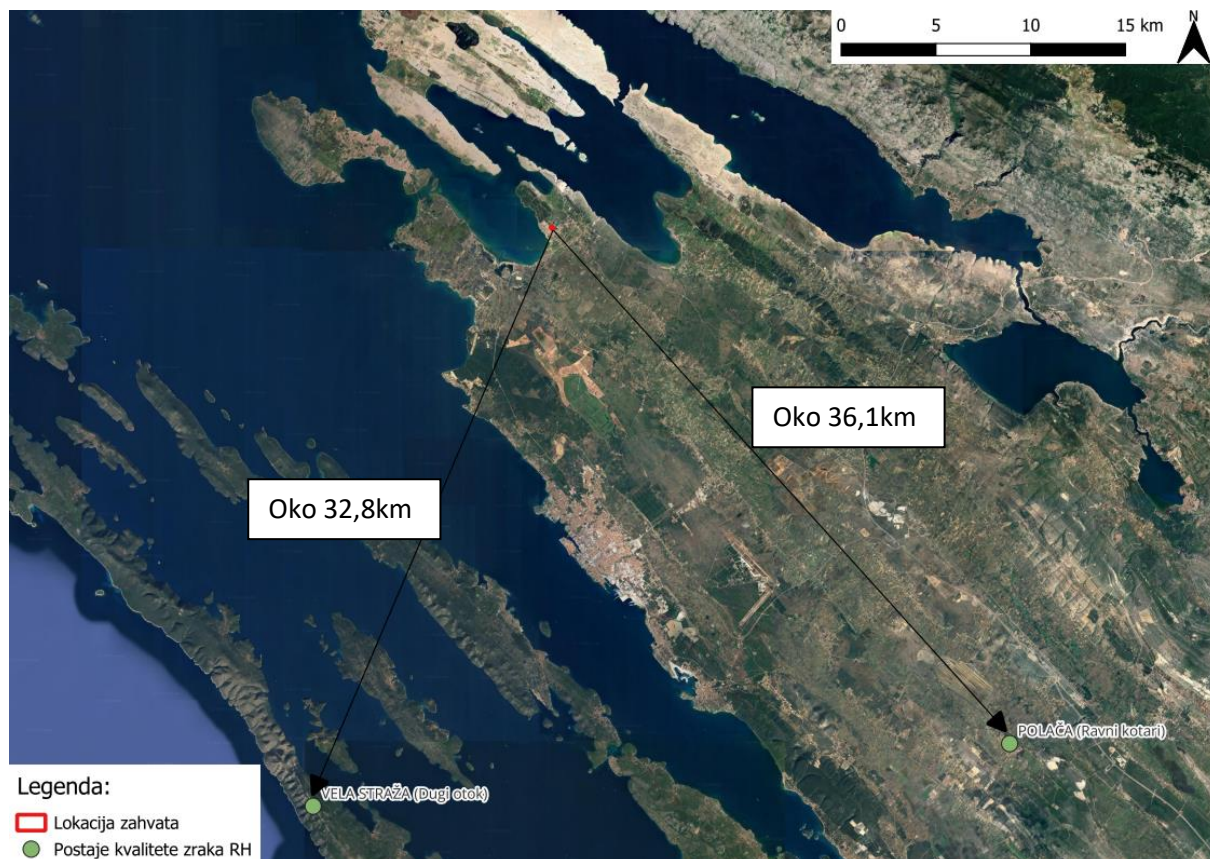 0 5 10 15 km
N
Oko 36,1km
Oko 32,8km
POLAČA (Ravni kotari)
VELA STRAŽA (Dugi otok)
Legenda:
Lokacija zahvata
Postaje kvalitete zraka RH